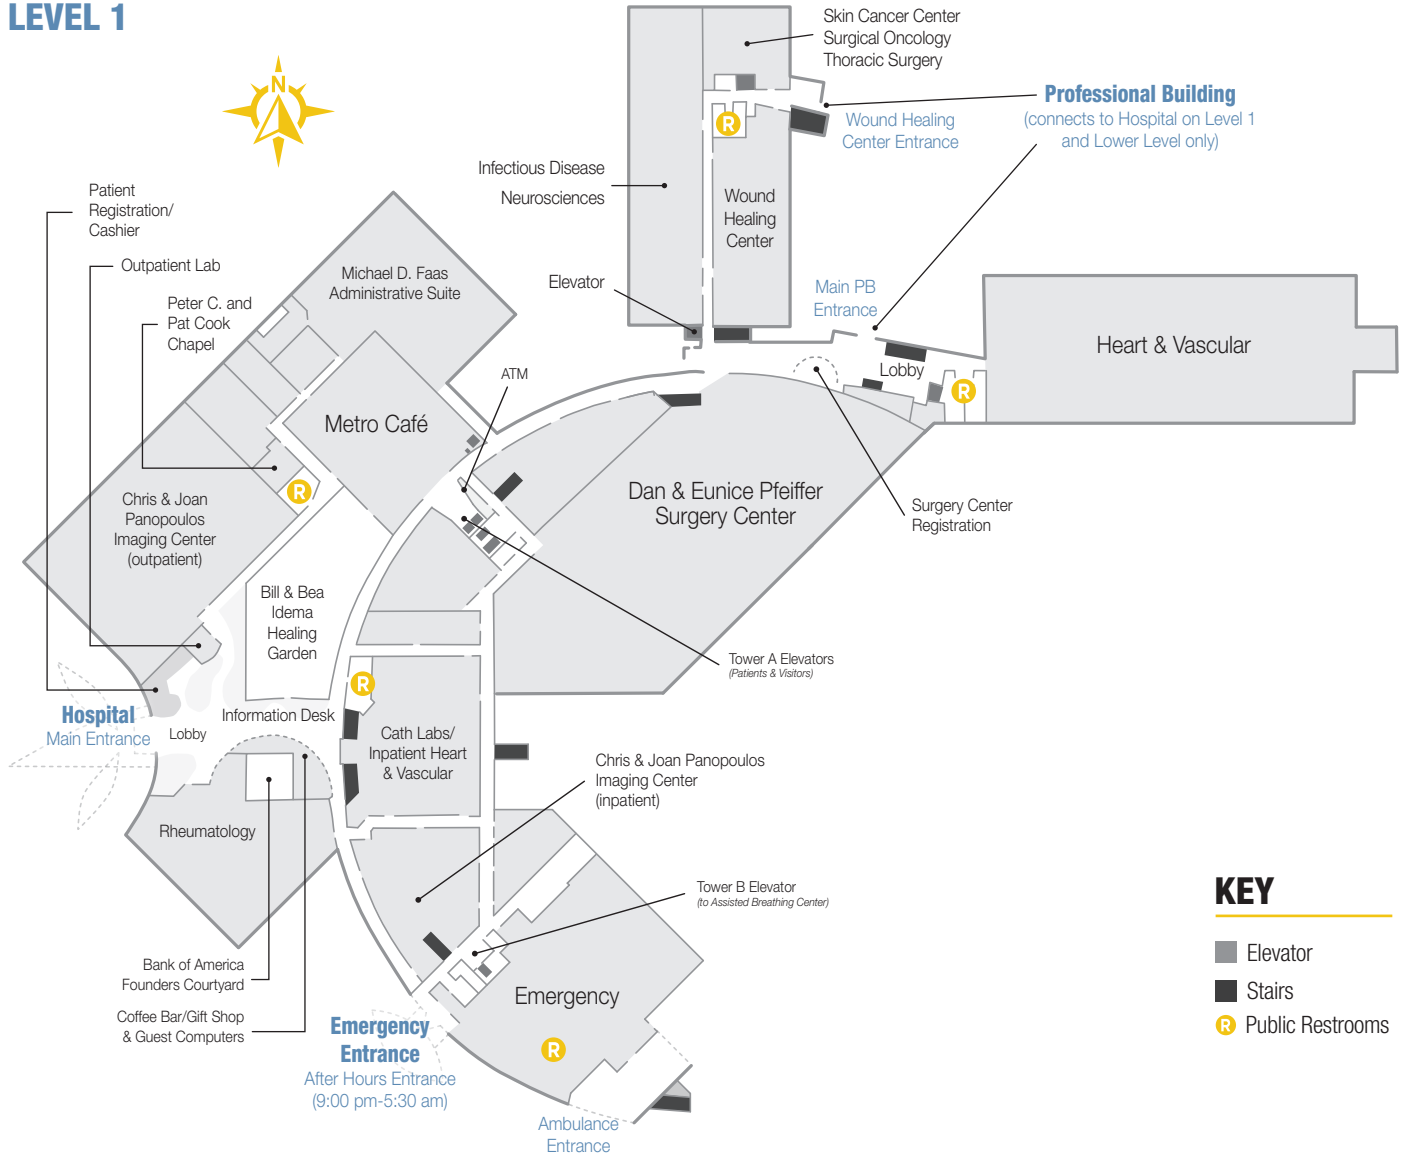 LEVEL 1
N
Skin Cancer Center
Surgical Oncology
Thoracic Surgery
Professional Building
(connects to Hospital on Level 1
and Lower Level only)
Wound Healing
Center Entrance
R
Infectious Disease
Neurosciences
Wound
Healing
Center
Patient
Registration/
Cashier
Outpatient Lab
Peter C. and
Pat Cook
Chapel
Michael D. Faas
Administrative Suite
Elevator
Main PB
Entrance
Heart & Vascular
Lobby
R
ATM
Metro Café
R
Chris & Joan
Panopoulos
Imaging Center
(outpatient)
Dan & Eunice Pfeiffer
Surgery Center
Surgery Center
Registration
Bill & Bea
Idema
Healing
Garden
Tower A Elevators
(Patients & Visitors)
R
Hospital
Main Entrance
Lobby
Information Desk
Cath Labs/
Inpatient Heart
& Vascular
Chris & Joan Panopoulos
Imaging Center
(inpatient)
Rheumatology
Tower B Elevator
(to Assisted Breathing Center)
Bank of America
Founders Courtyard
Coffee Bar/Gift Shop
& Guest Computers
Emergency
R
Emergency
Entrance
After Hours Entrance
(9:00 pm-5:30 am)
Ambulance
Entrance
KEY
Elevator
Stairs
R Public Restrooms